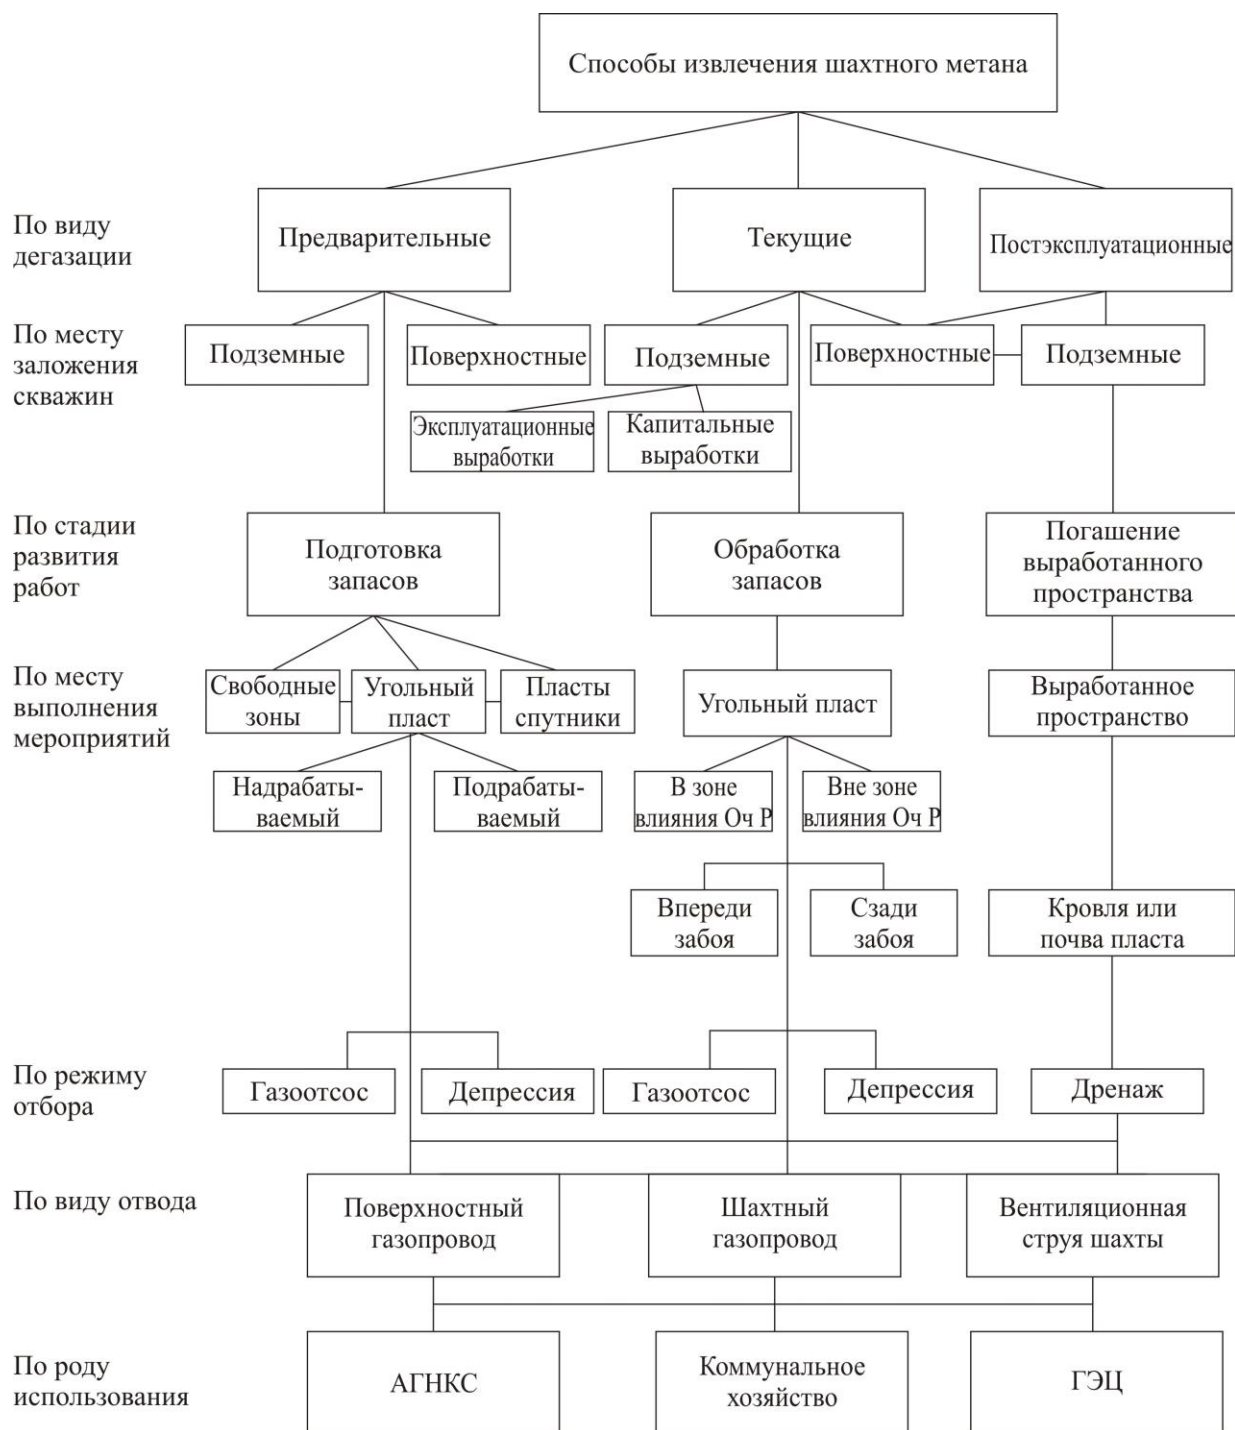 Способы извлечения шахтного метана
По виду
дегазации
Предварительные
Текущие
Постэксплуатационные
По месту
заложения
скважин
Подземные
Поверхностные
Подземные
Поверхностные
Подземные
Эксплуатационные
выработки
Капитальные
выработки
По стадии
развития
работ
Подготовка
запасов
Обработка
запасов
Погашение
выработанного
пространства
По месту
выполнения
мероприятий
Свободные
зоны
Угольный
пласт
Пласты
спутники
Угольный пласт
Выработанное
пространство
Надрабаты-
ваемый
Подрабаты-
ваемый
В зоне
влияния Оч Р
Вне зоне
влияния Оч Р
Впереди
забоя
Сзади
забоя
Кровля или
почва пласта
По режиму
отбора
Газоотсос
Депрессия
Газоотсос
Депрессия
Дренаж
По виду отвода
Поверхностный
газопровод
Шахтный
газопровод
Вентиляционная
струя шахты
По роду
использования
АГНКС
Коммунальное
хозяйство
ГЭЦ